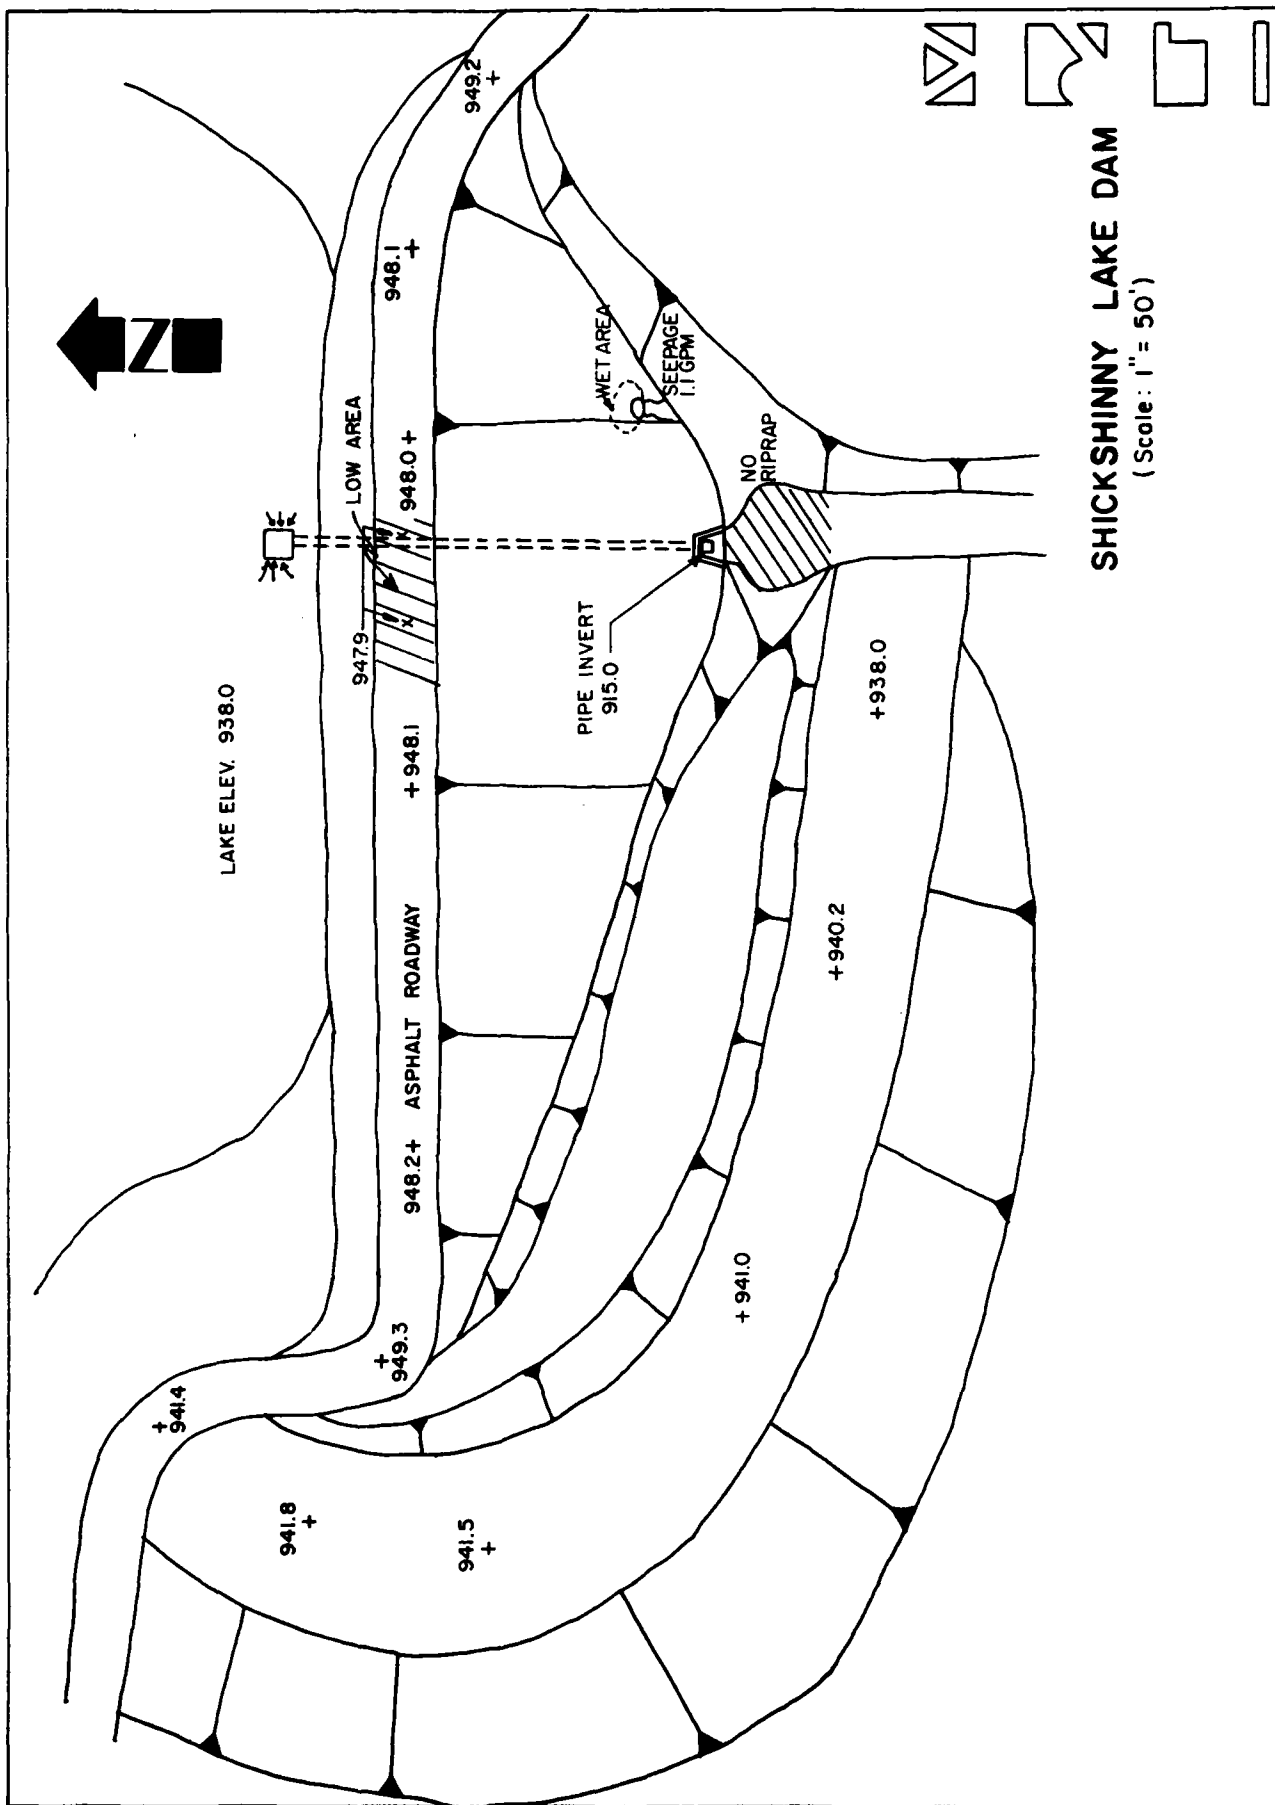 N
LAKE ELEV. 938.0
941.4
941.8
941.5
949.3
948.2
ASPHALT ROADWAY
948.1
947.9
LOW AREA
948.0
948.1
949.2
WET AREA
SEEPAGE
1.1 GPM
NO
RIPRAP
PIPE INVERT
915.0
941.0
940.2
938.0
SHICKSHINNY LAKE DAM
(Scale: 1" = 50')